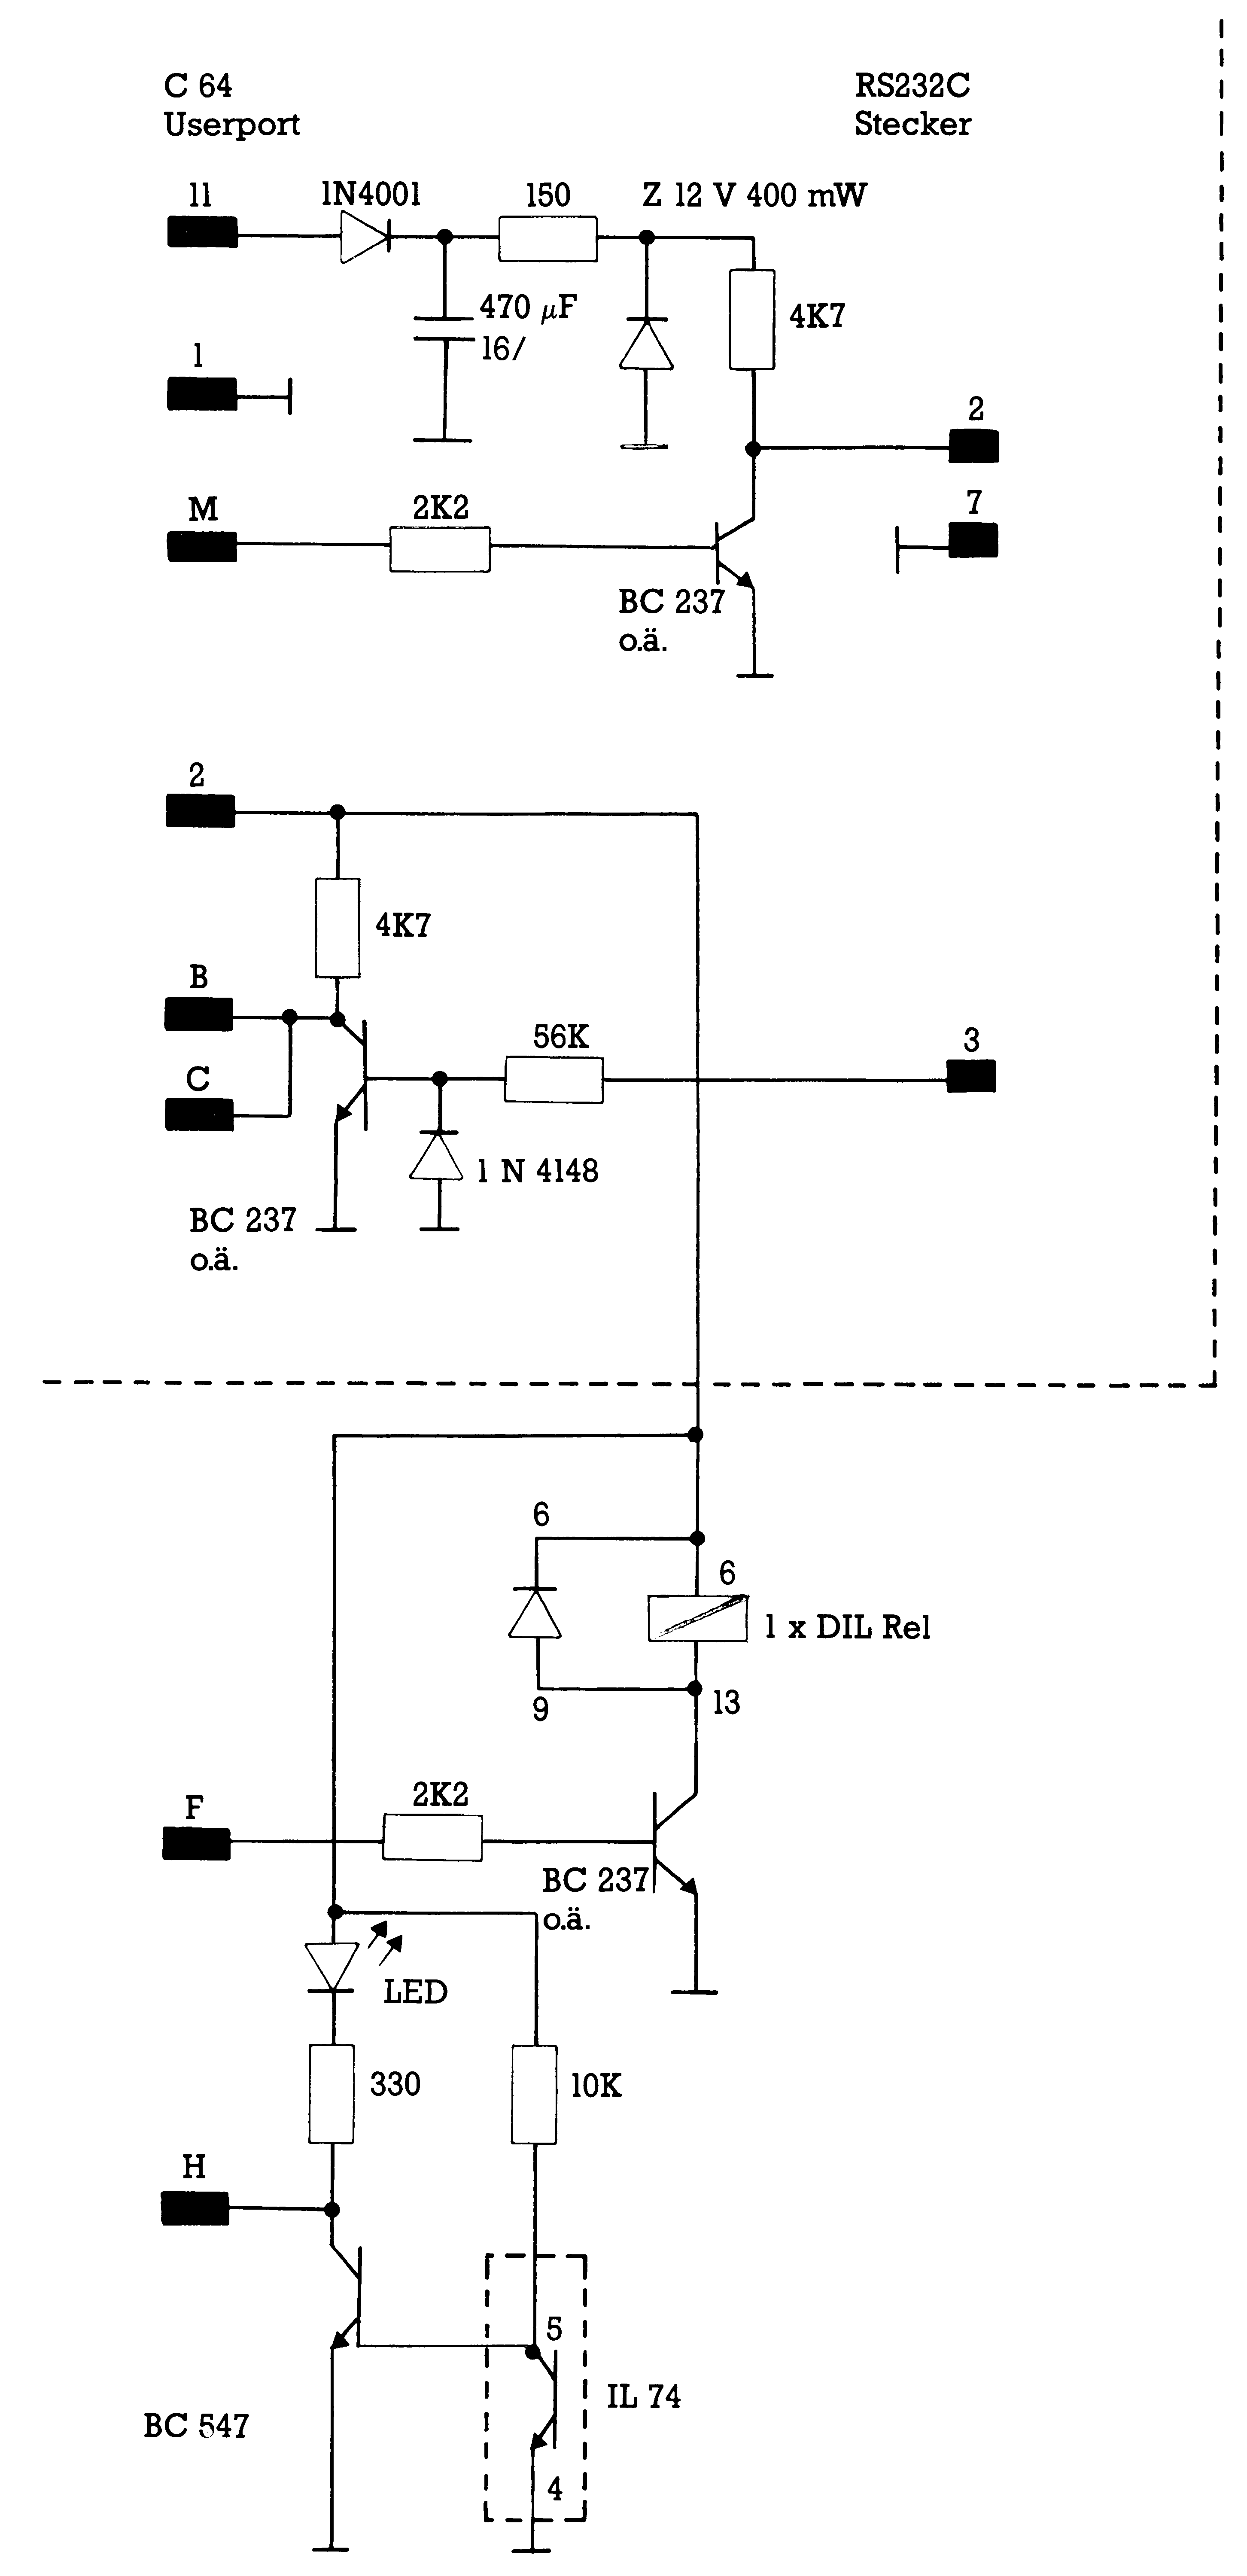 C 64
Userport
RS232C
Stecker
11
1N4001
150
Z 12 V 400 mW
470 µF
16/
4K7
1
2
M
2K2
7
BC 237
o.ä.
2
4K7
B
56K
3
C
1 N 4148
BC 237
o.ä.
6
6
1 x DIL Rel
9
13
F
2K2
BC 237
o.ä.
LED
330
10K
H
5
IL 74
BC 547
4